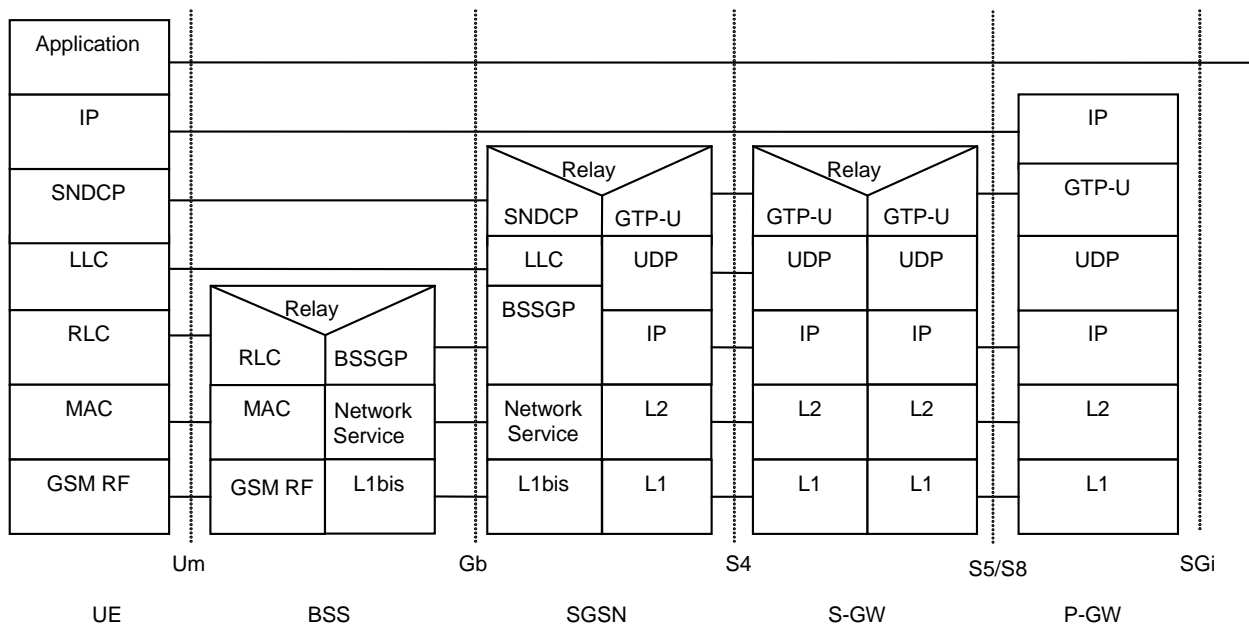 Application
IP
IP
Relay
Relay
SNDCP
GTP-U
SNDCP
GTP-U
GTP-U
GTP-U
LLC
LLC
UDP
UDP
UDP
UDP
Relay
BSSGP
RLC
IP
IP
IP
IP
RLC
BSSGP
MAC
MAC
Network
Service
Network
Service
L2
L2
L2
L2
GSM RF
GSM RF
L1bis
L1bis
L1
L1
L1
L1
Um
Gb
S4
S5/S8
SGi
UE
BSS
SGSN
S-GW
P-GW